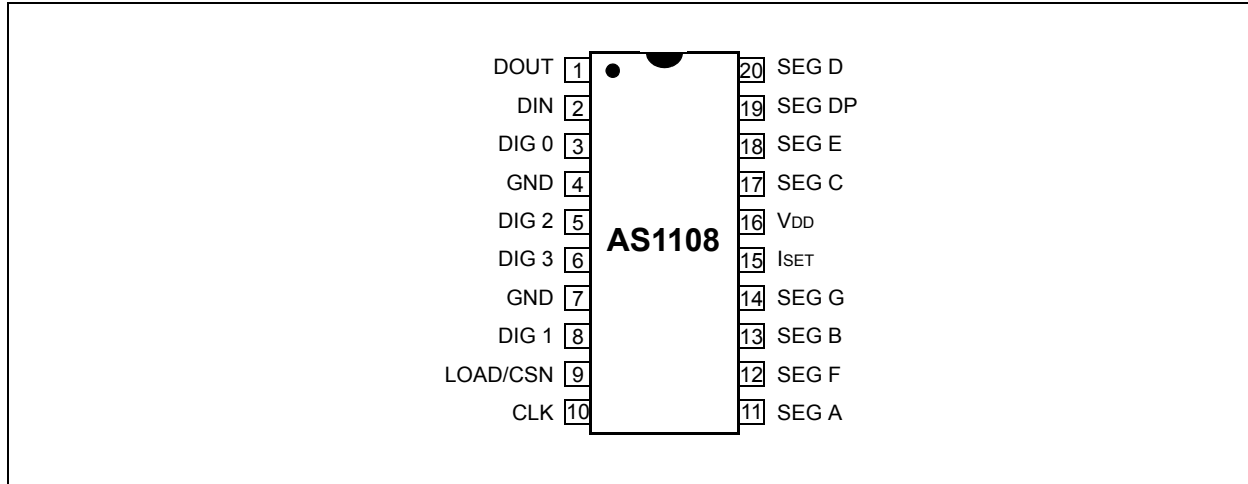 DOUT 1 20 SEG D
DIN 2 19 SEG DP
DIG 0 3 18 SEG E
GND 4 17 SEG C
DIG 2 5 16 VDD
AS1108
DIG 3 6 15 ISET
GND 7 14 SEG G
DIG 1 8 13 SEG B
LOAD/CSN 9 12 SEG F
CLK 10 11 SEG A